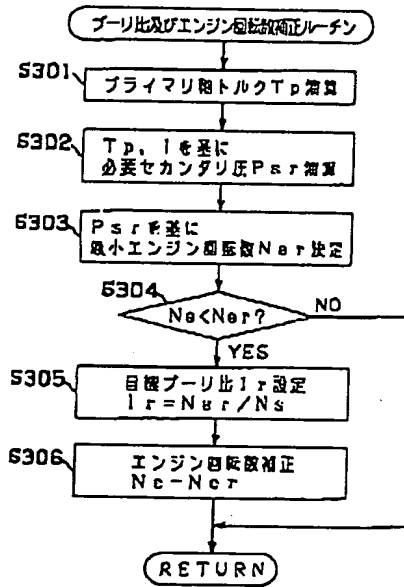 プーリ比及びエンジン回転数補正ルーチン
S301
プライマリ軸トルクTp演算
S302
Tp, iを基に
必要セカンダリ圧Psr演算
S303
Psrを基に
最小エンジン回転数Ner決定
S304
Ne<Ner?
NO
YES
S305
目標プーリ比ir設定
ir=Ner/Ns
S306
エンジン回転数補正
Ne-Ner
RETURN